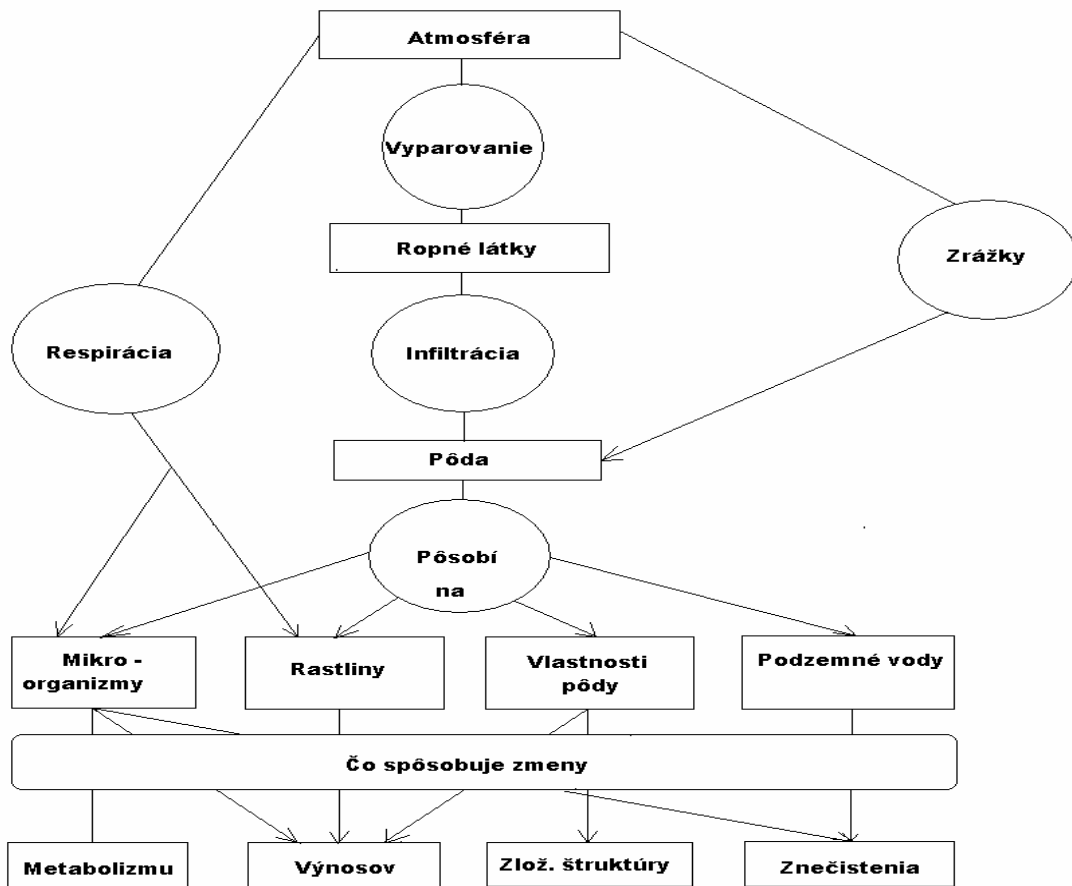 Atmosféra
Vyparovanie
Ropné látky
Zrážky
Respirácia
Infiltrácia
Pôda
Pôsobí
na
Mikro -
organizmy
Rastliny
Vlastnosti
pôdy
Podzemné vody
Čo spôsobuje zmeny
Metabolizmu
Výnosov
Zlož. štruktúry
Znečistenia